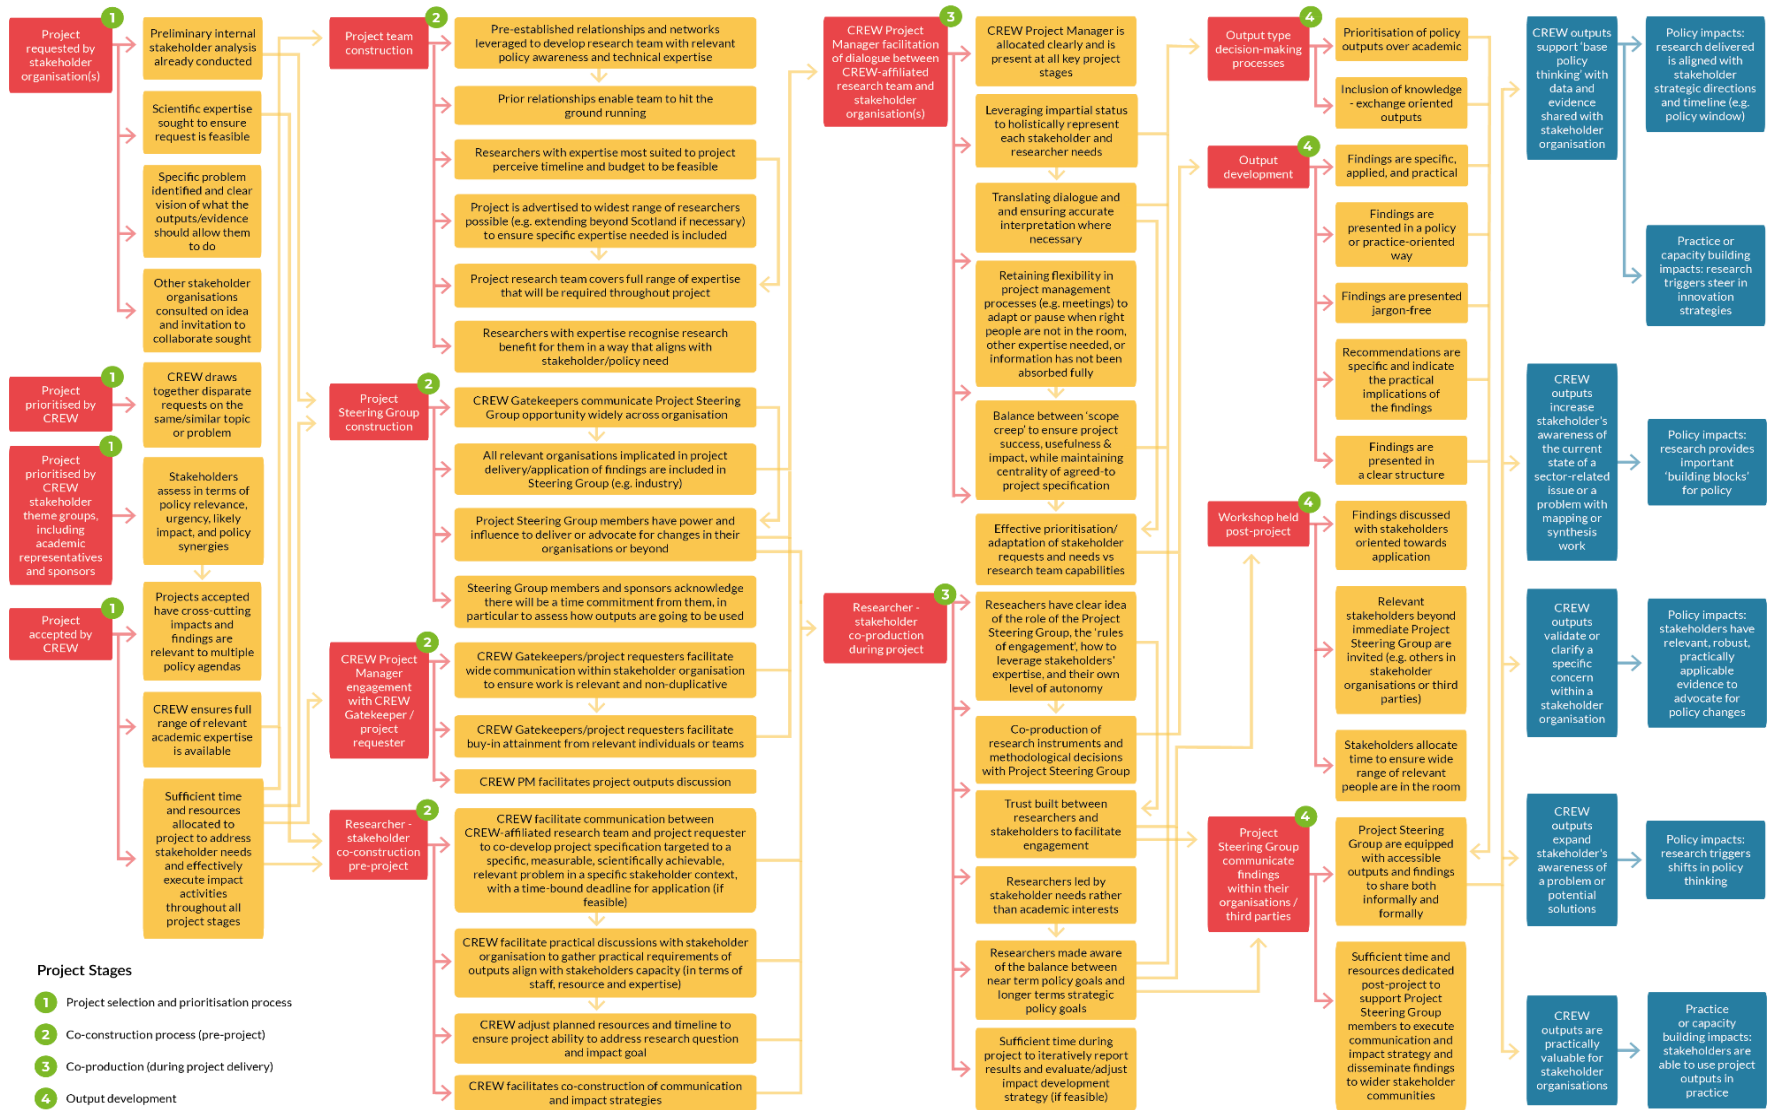 1
Project
requested by
stakeholder
organisation(s)
Preliminary internal
stakeholder analysis
already conducted
Scientific expertise
sought to ensure
request is feasible
Specific problem
identified and clear
vision of what the
outputs/evidence
should allow them
to do
Other stakeholder
organisations
consulted on idea
and invitation to
collaborate sought
1
Project
prioritised by
CREW
CREW draws
together disparate
requests on the
same/similar topic
or problem
1
Project
prioritised by
CREW
stakeholder
theme groups,
including
academic
representatives
and sponsors
Stakeholders
assess in terms
of policy relevance,
urgency, likely
impact, and policy
synergies
1
Project
accepted by
CREW
Projects accepted
have cross-cutting
impacts and
findings are
relevant to multiple
policy agendas
CREW ensures full
range of relevant
academic expertise
is available
Sufficient time
and resources
allocated to
project to address
stakeholder needs
and effectively
execute impact
activities
throughout all
project stages
Project Stages
1 Project selection and prioritisation process
2 Co-construction process (pre-project)
3 Co-production (during project delivery)
4 Output development
2
Project team
construction
Pre-established relationships and networks
leveraged to develop research team with relevant
policy awareness and technical expertise
Prior relationships enable team to hit the
ground running
Researchers with expertise most suited to project
perceive timeline and budget to be feasible
Project is advertised to widest range of researchers
possible (e.g. extending beyond Scotland if necessary)
to ensure specific expertise needed is included
Project research team covers full range of expertise
that will be required throughout project
Researchers with expertise recognise research
benefit for them in a way that aligns with
stakeholder/policy need
2
Project
Steering Group
construction
CREW Gatekeepers communicate Project Steering
Group opportunity widely across organisation
All relevant organisations implicated in project
delivery/application of findings are included in
Steering Group (e.g. industry)
Project Steering Group members have power and
influence to deliver or advocate for changes in their
organisations or beyond
Steering Group members and sponsors acknowledge
there will be a time commitment from them, in
particular to assess how outputs are going to be used
2
CREW Project
Manager
engagement
with CREW
Gatekeeper /
project
requester
CREW Gatekeepers/project requesters facilitate
wide communication within stakeholder organisation
to ensure work is relevant and non-duplicative
CREW Gatekeepers/project requesters facilitate
buy-in attainment from relevant individuals or teams
CREW PM facilitates project outputs discussion
2
Researcher -
stakeholder
co-construction
pre-project
CREW facilitate communication between
CREW-affiliated research team and project requester
to co-develop project specification targeted to a
specific, measurable, scientifically achievable,
relevant problem in a specific stakeholder context,
with a time-bound deadline for application (if
feasible)
CREW facilitate practical discussions with stakeholder
organisation to gather practical requirements of
outputs align with stakeholders capacity (in terms of
staff, resource and expertise)
CREW adjust planned resources and timeline to
ensure project ability to address research question
and impact goal
CREW facilitates co-construction of communication
and impact strategies
3
CREW Project
Manager facilitation
of dialogue between
CREW-affiliated
research team and
stakeholder
organisation(s)
CREW Project Manager is
allocated clearly and is
present at all key project
stages
Leveraging impartial status
to holistically represent
each stakeholder and
researcher needs
Translating dialogue and
and ensuring accurate
interpretation where
necessary
Retaining flexibility in
project management
processes (e.g. meetings) to
adapt or pause when right
people are not in the room,
other expertise needed, or
information has not been
absorbed fully
Balance between 'scope
creep' to ensure project
success, usefulness &
impact, while maintaining
centrality of agreed-to
project specification
Effective prioritisation/
adaptation of stakeholder
requests and needs vs
research team capabilities
3
Researcher -
stakeholder
co-production
during project
Reseachers have clear idea
of the role of the Project
Steering Group, the 'rules
of engagement', how to
leverage stakeholders'
expertise, and their own
level of autonomy
Co-production of
research instruments and
methodological decisions
with Project Steering Group
Trust built between
researchers and
stakeholders to facilitate
engagement
Researchers led by
stakeholder needs rather
than academic interests
Researchers made aware
of the balance between
near term policy goals and
longer terms strategic
policy goals
Sufficient time during
project to iteratively report
results and evaluate/adjust
impact development
strategy (if feasible)
4
Output type
decision-making
processes
Prioritisation of policy
outputs over academic
Inclusion of knowledge
- exchange oriented
outputs
4
Output
development
Findings are specific,
applied, and practical
Findings are
presented in a policy
or practice-oriented
way
Findings are presented
jargon-free
Recommendations are
specific and indicate
the practical
implications of
the findings
Findings are
presented in
a clear structure
4
Workshop held
post-project
Findings discussed
with stakeholders
oriented towards
application
Relevant
stakeholders beyond
immediate Project
Steering Group are
invited (e.g. others in
stakeholder
organisations or third
parties)
Stakeholders allocate
time to ensure wide
range of relevant
people are in the room
4
Project
Steering Group
communicate
findings
within their
organisations /
third parties
Project Steering
Group are equipped
with accessible
outputs and findings
to share both
informally and
formally
Sufficient time and
resources dedicated
post-project to
support Project
Steering Group
members to execute
communication and
impact strategy and
disseminate findings
to wider stakeholder
communities
CREW outputs
support 'base
policy
thinking' with
data and
evidence
shared with
stakeholder
organisation
Policy impacts:
research delivered
is aligned with
stakeholder
strategic directions
and timeline (e.g.
policy window)
Practice or
capacity building
impacts: research
triggers steer in
innovation
strategies
CREW
outputs
increase
stakeholder's
awareness of
the current
state of a
sector-related
issue or a
problem with
mapping or
synthesis
work
Policy impacts:
research provides
important
'building blocks'
for policy
CREW
outputs
validate or
clarify a
specific
concern
within a
stakeholder
organisation
Policy impacts:
stakeholders have
relevant, robust,
practically
applicable
evidence to
advocate for
policy changes
CREW
outputs
expand
stakeholder's
awareness of
a problem or
potential
solutions
Policy impacts:
research triggers
shifts in policy
thinking
CREW
outputs are
practically
valuable for
stakeholder
organisations
Practice
or capacity
building impacts:
stakeholders are
able to use project
outputs in
practice